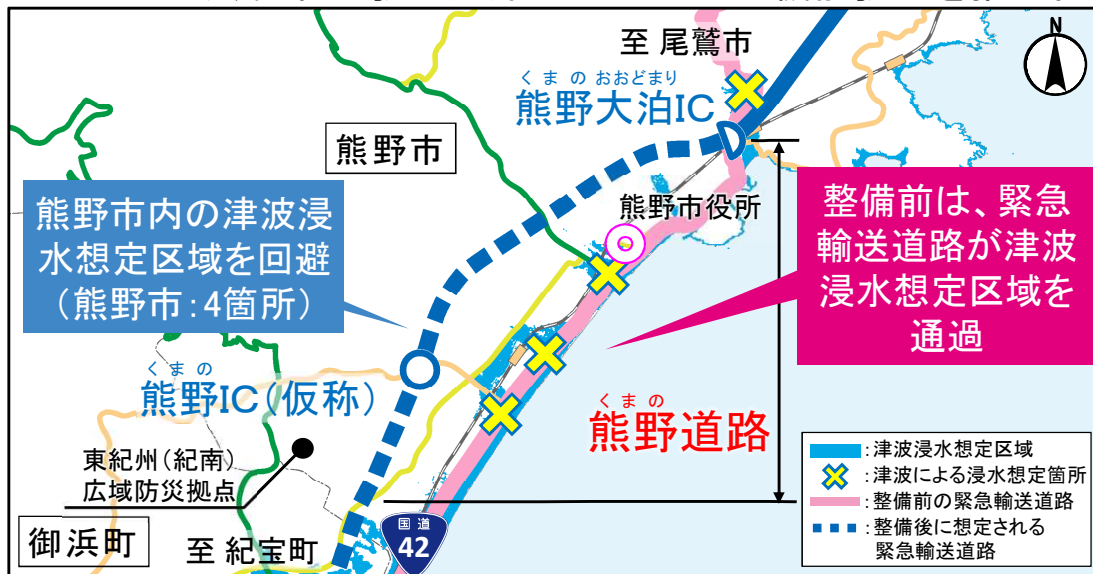 至 尾鷲市
N
くまのおおどまり
熊野大泊IC
熊野市
熊野市内の津波浸
水想定区域を回避
（熊野市：4箇所）
熊野市役所
整備前は、緊急
輸送道路が津波
浸水想定区域を
通過
くまの
熊野IC（仮称）
くまの
熊野道路
東紀州（紀南）
広域防災拠点
御浜町
至 紀宝町
国道
42
：津波浸水想定区域
：津波による浸水想定箇所
：整備前の緊急輸送道路
：整備後に想定される
緊急輸送道路